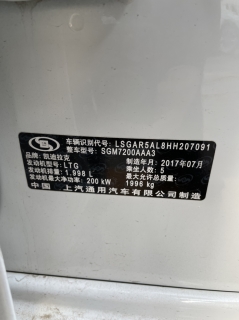 车辆识别代号: LSGAR5AL8HH207091
整车型号: SGM7200AAA3
品牌: 凯迪拉克
制造年月: 2017年07月
发动机型号: LTG
乘坐人数: 5
发动机排量: 1.998 L
最大允许总质量:
发动机最大净功率: 200 kW
1996 kg
中国 上汽通用汽车有限公司制造